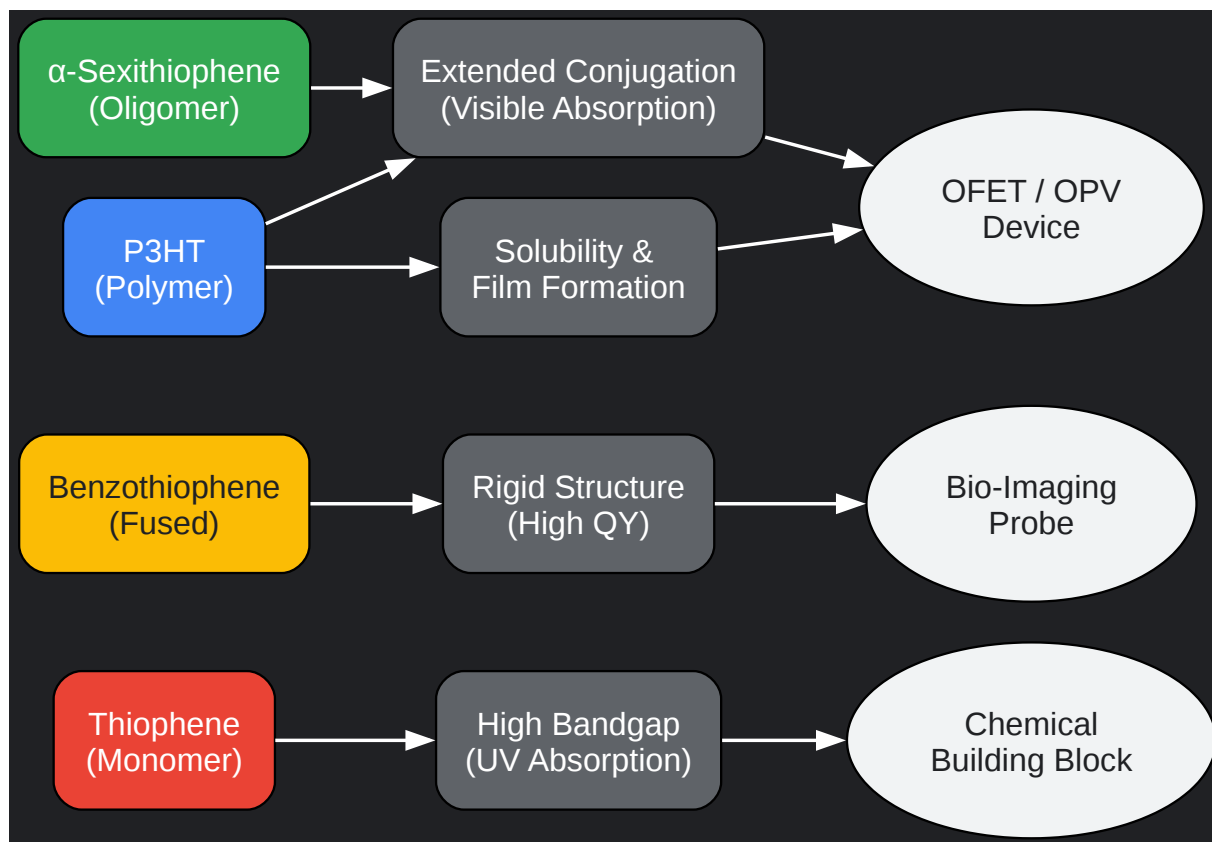 α-Sexithiophene
(Oligomer)
Extended Conjugation
(Visible Absorption)
OFET / OPV
Device
P3HT
(Polymer)
Solubility &
Film Formation
Benzothiophene
(Fused)
Rigid Structure
(High QY)
Bio-Imaging
Probe
Thiophene
(Monomer)
High Bandgap
(UV Absorption)
Chemical
Building Block